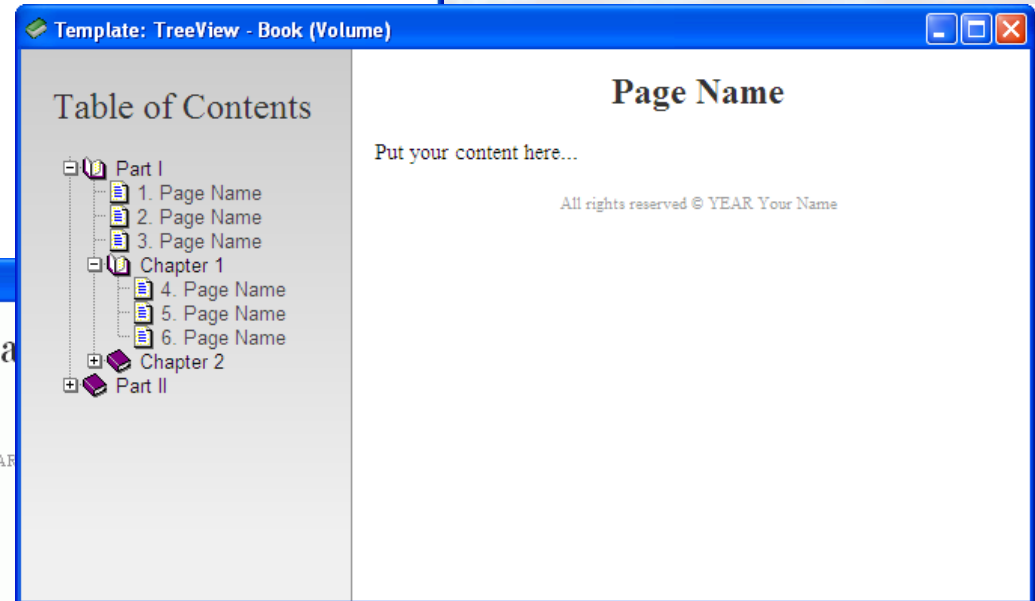 Template: TreeView - Book (Volume)
Table of Contents
Part I
1. Page Name
2. Page Name
3. Page Name
Chapter 1
4. Page Name
5. Page Name
6. Page Name
Chapter 2
Part II
Page Name
Put your content here...
All rights reserved © YEAR Your Name